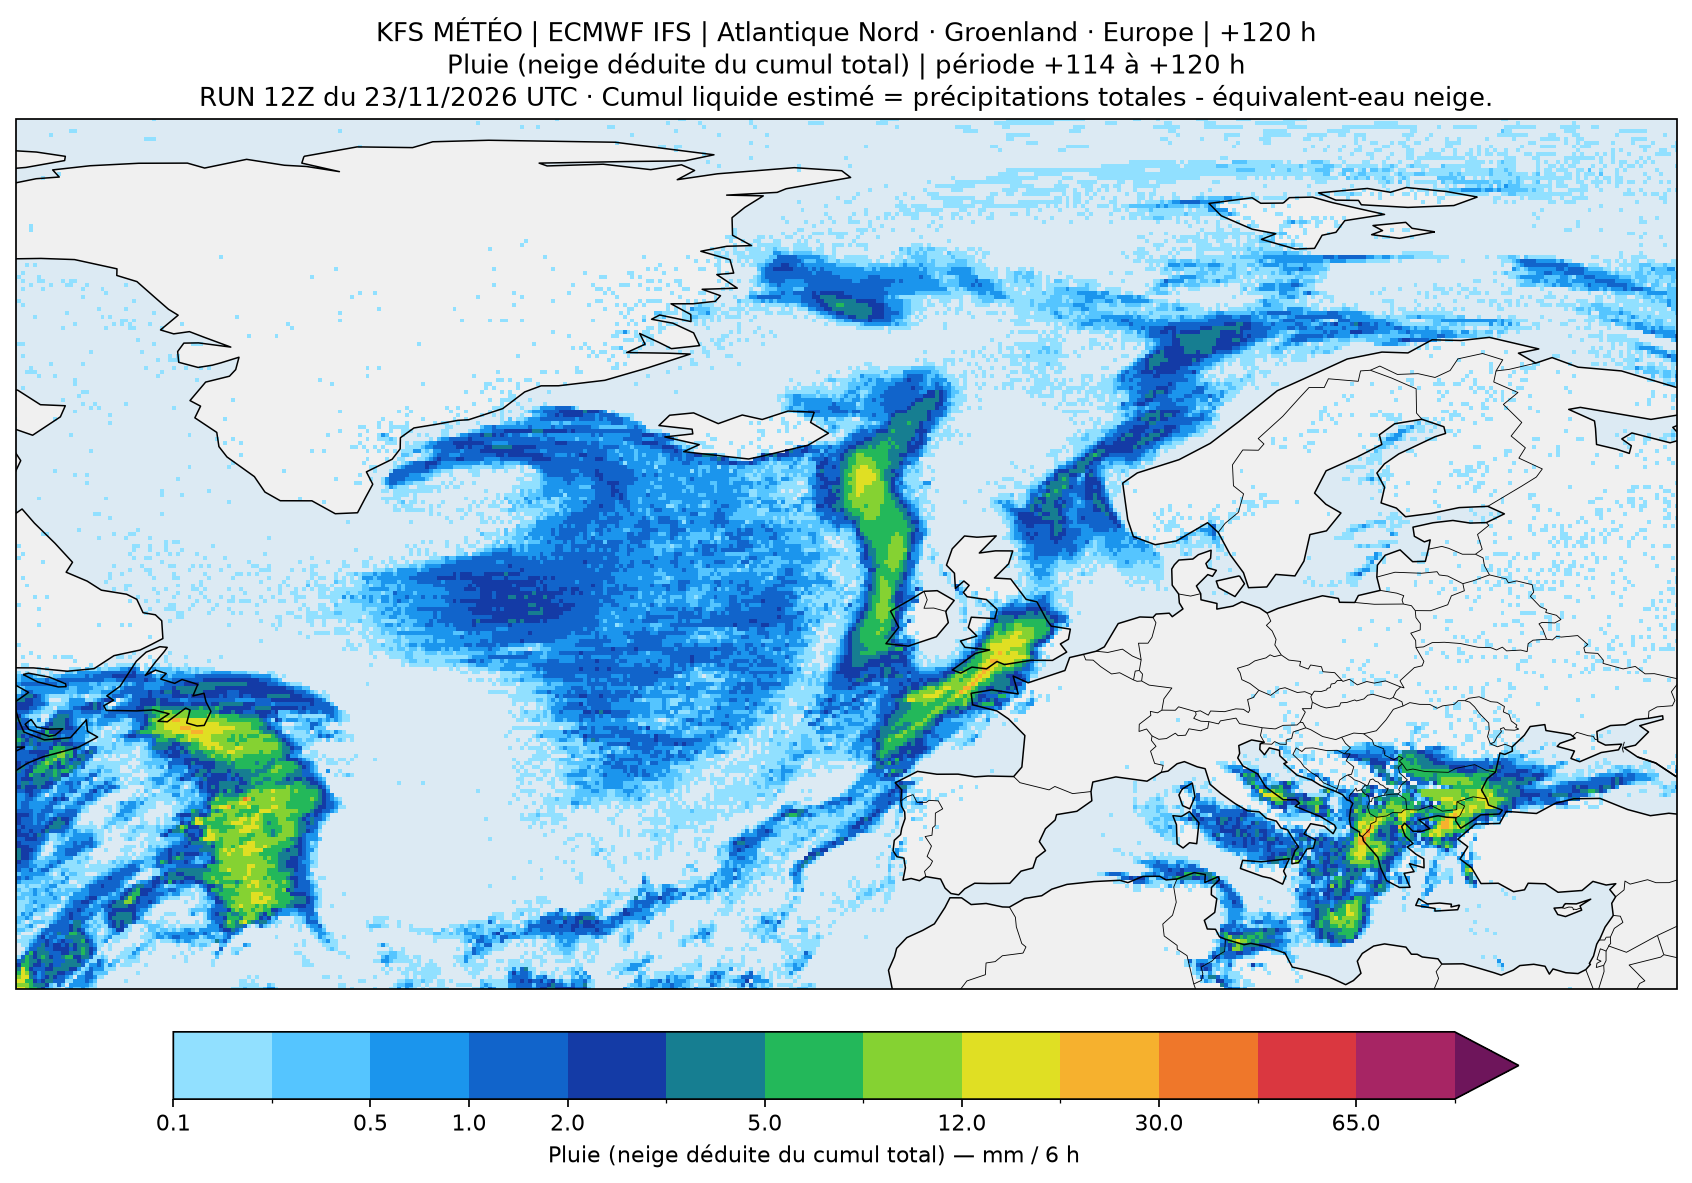 KFS MÉTÉO | ECMWF IFS | Atlantique Nord · Groenland · Europe | +120 h
Pluie (neige déduite du cumul total) | période +114 à +120 h
RUN 12Z du 23/11/2026 UTC · Cumul liquide estimé = précipitations totales - équivalent-eau neige.
0.1 0.5 1.0 2.0 5.0 12.0 30.0 65.0
Pluie (neige déduite du cumul total) — mm / 6 h